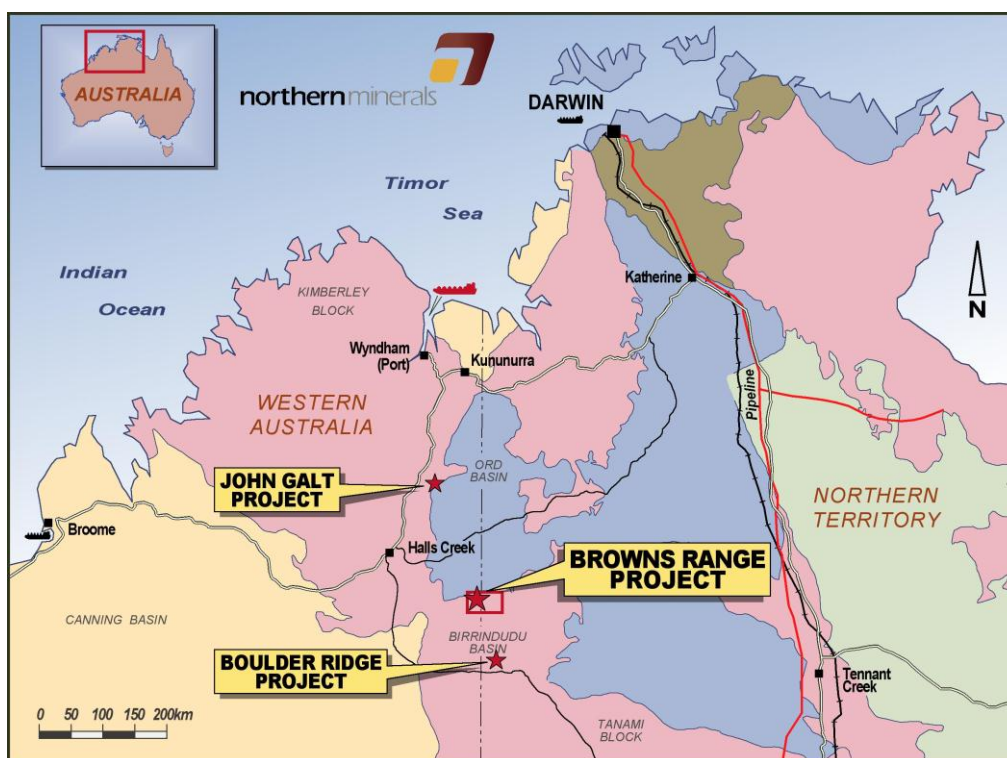 AUSTRALIA
northernminerals
DARWIN
Timor
Sea
Indian
Ocean
KIMBERLEY
BLOCK
Katherine
N
Wyndham
(Port)
Kununurra
WESTERN
AUSTRALIA
Pipeline
JOHN GALT
PROJECT
ORD
BASIN
NORTHERN
TERRITORY
Broome
Halls Creek
BROWNS RANGE
PROJECT
CANNING BASIN
BIRRINDUDU
BASIN
BOULDER RIDGE
PROJECT
Tennant
Creek
0 50 100 150 200km
TANAMI
BLOCK